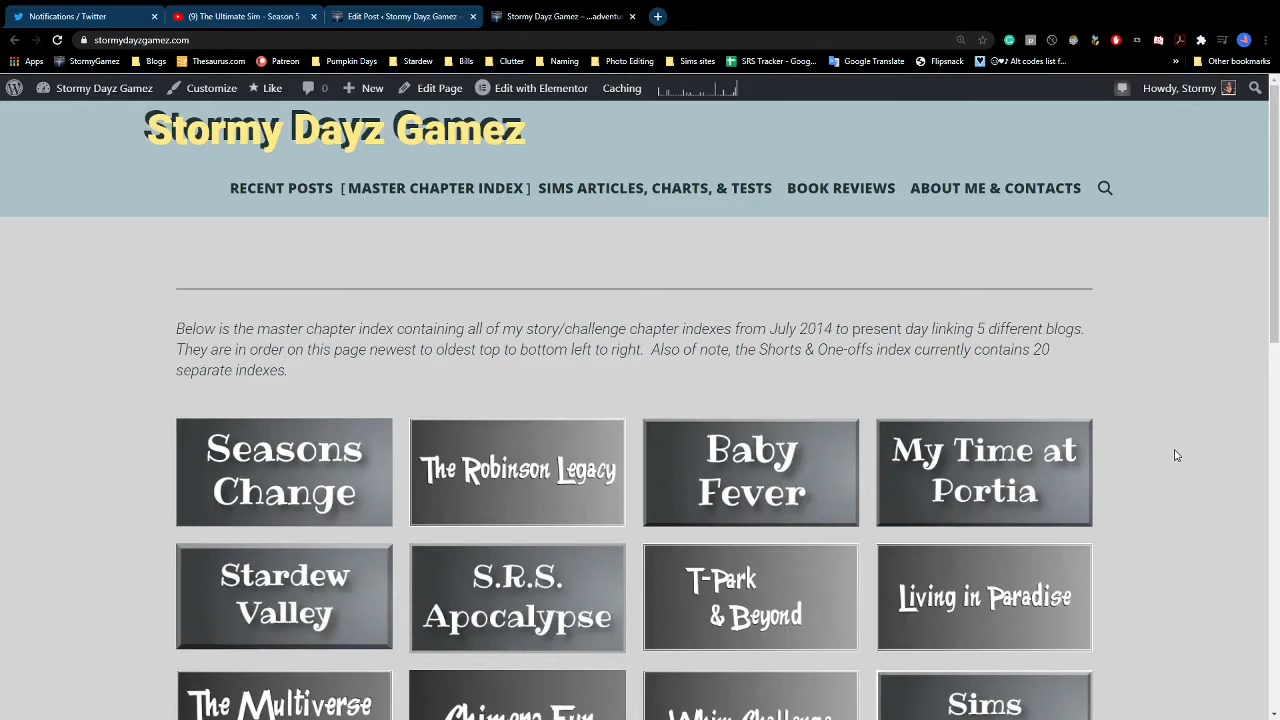 Notifications / Twitter
(9) The Ultimate Sim - Season 5
Edit Post ‹ Stormy Dayz Gamez
Stormy Dayz Gamez – ...adventu
stormydayzgamez.com
Apps
StormyGamez
Blogs
Thesaurus.com
Patreon
Pumpkin Days
Stardew
Bills
Clutter
Naming
Photo Editing
Sims sites
SRS Tracker - Goog...
Google Translate
Flipsnack
Alt codes list f...
»
Other bookmarks
Stormy Dayz Gamez
Customize
Like
0
New
Edit Page
Edit with Elementor
Caching
Howdy, Stormy
Stormy Dayz Gamez
RECENT POSTS [ MASTER CHAPTER INDEX ] SIMS ARTICLES, CHARTS, & TESTS BOOK REVIEWS ABOUT ME & CONTACTS
Below is the master chapter index containing all of my story/challenge chapter indexes from July 2014 to present day linking 5 different blogs.
They are in order on this page newest to oldest top to bottom left to right. Also of note, the Shorts & One-offs index currently contains 20
separate indexes.
Seasons
Change
The Robinson Legacy
Baby
Fever
My Time at
Portia
Stardew
Valley
S.R.S.
Apocalypse
T-Park
& Beyond
Living in Paradise
The Multiverse
Chimera Fun
Whim Challenge
Sims